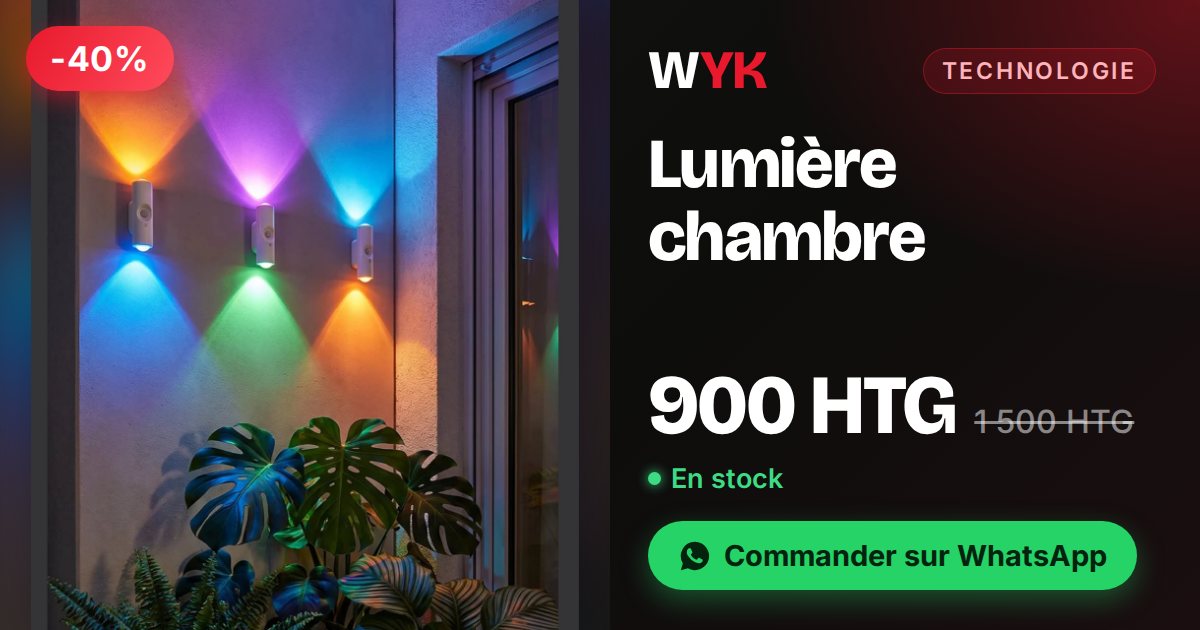 -40%
WYK
TECHNOLOGIE
Lumière
chambre
900 HTG 1 500 HTG
En stock
Commander sur WhatsApp